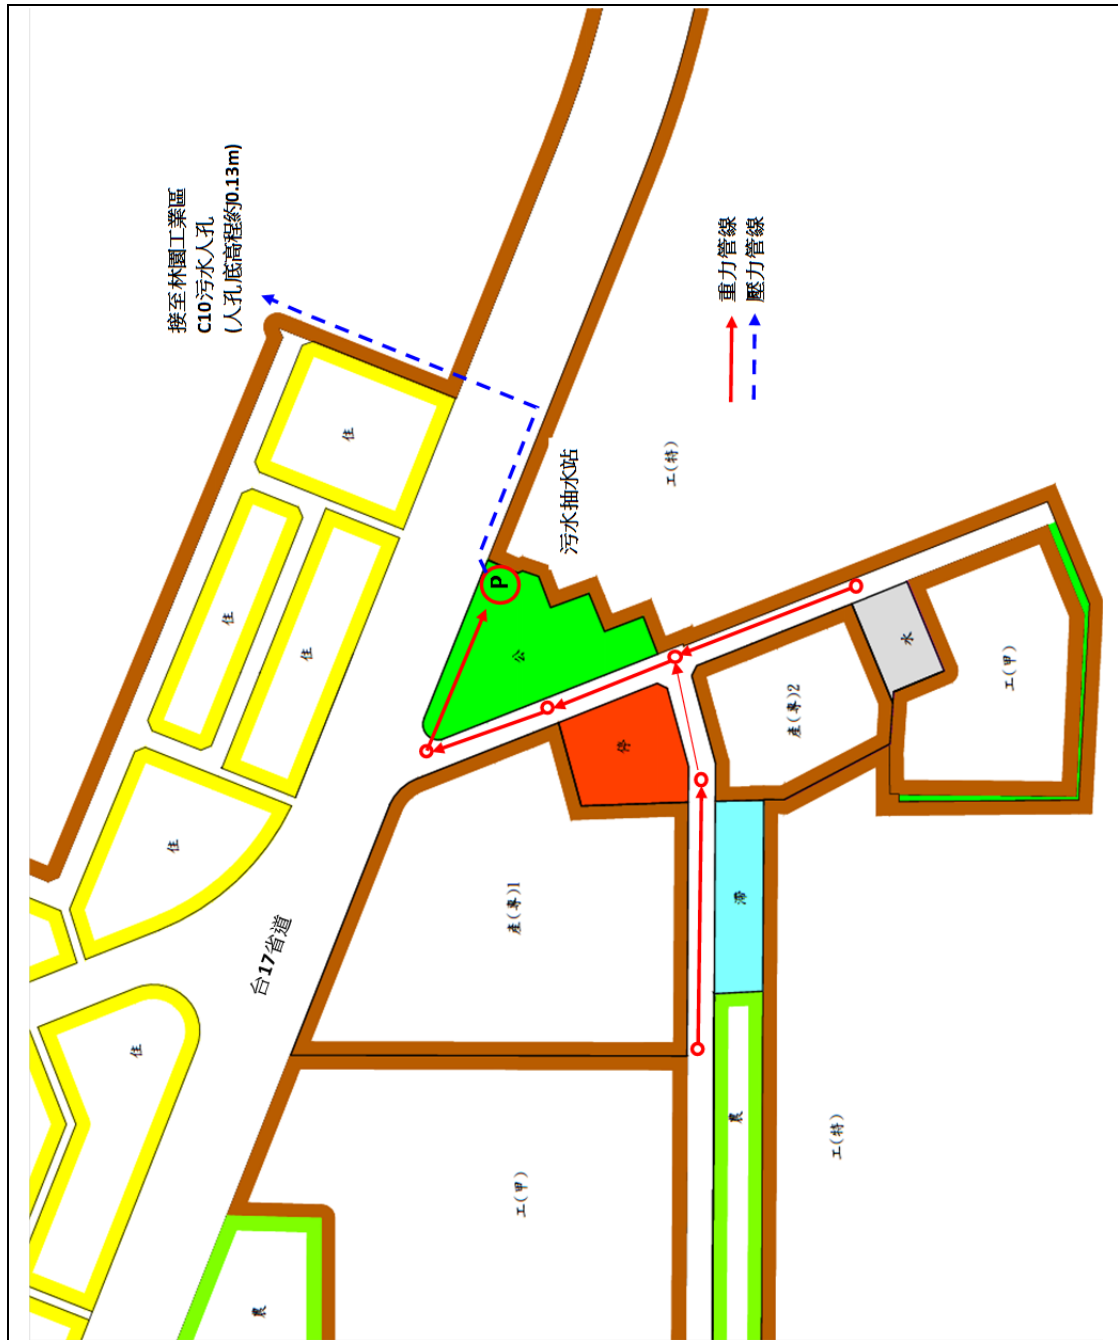 接至林園工業區
C10污水人孔
(人孔底高程約0.13m)
重力管線
壓力管線
住
住
住
住
住
台17省道
污水抽水站
P
公
工(特)
停
產(專)1
產(專)2
水
工(甲)
滯
農
工(甲)
工(特)
農